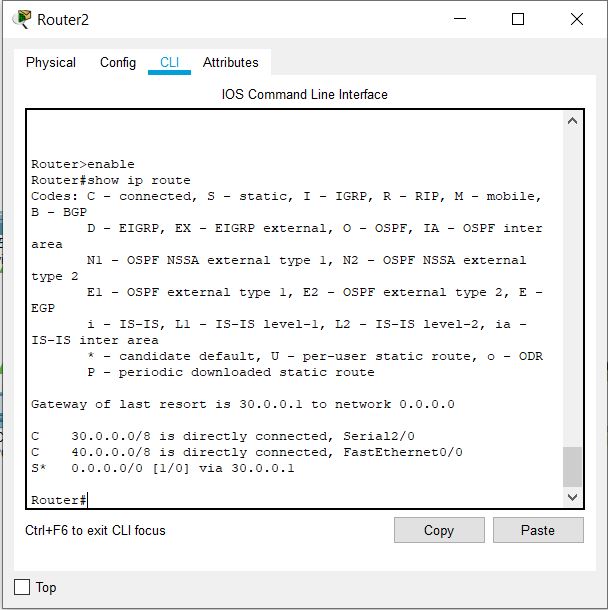 Router2
Physical Config CLI Attributes
IOS Command Line Interface
Router>enable
Router#show ip route
Codes: C - connected, S - static, I - IGRP, R - RIP, M - mobile,
B - BGP
D - EIGRP, EX - EIGRP external, O - OSPF, IA - OSPF inter
area
N1 - OSPF NSSA external type 1, N2 - OSPF NSSA external
type 2
E1 - OSPF external type 1, E2 - OSPF external type 2, E -
EGP
i - IS-IS, L1 - IS-IS level-1, L2 - IS-IS level-2, ia -
IS-IS inter area
* - candidate default, U - per-user static route, o - ODR
P - periodic downloaded static route
Gateway of last resort is 30.0.0.1 to network 0.0.0.0
C 30.0.0.0/8 is directly connected, Serial2/0
C 40.0.0.0/8 is directly connected, FastEthernet0/0
S* 0.0.0.0/0 [1/0] via 30.0.0.1
Router#
Ctrl+F6 to exit CLI focus
Copy Paste
Top